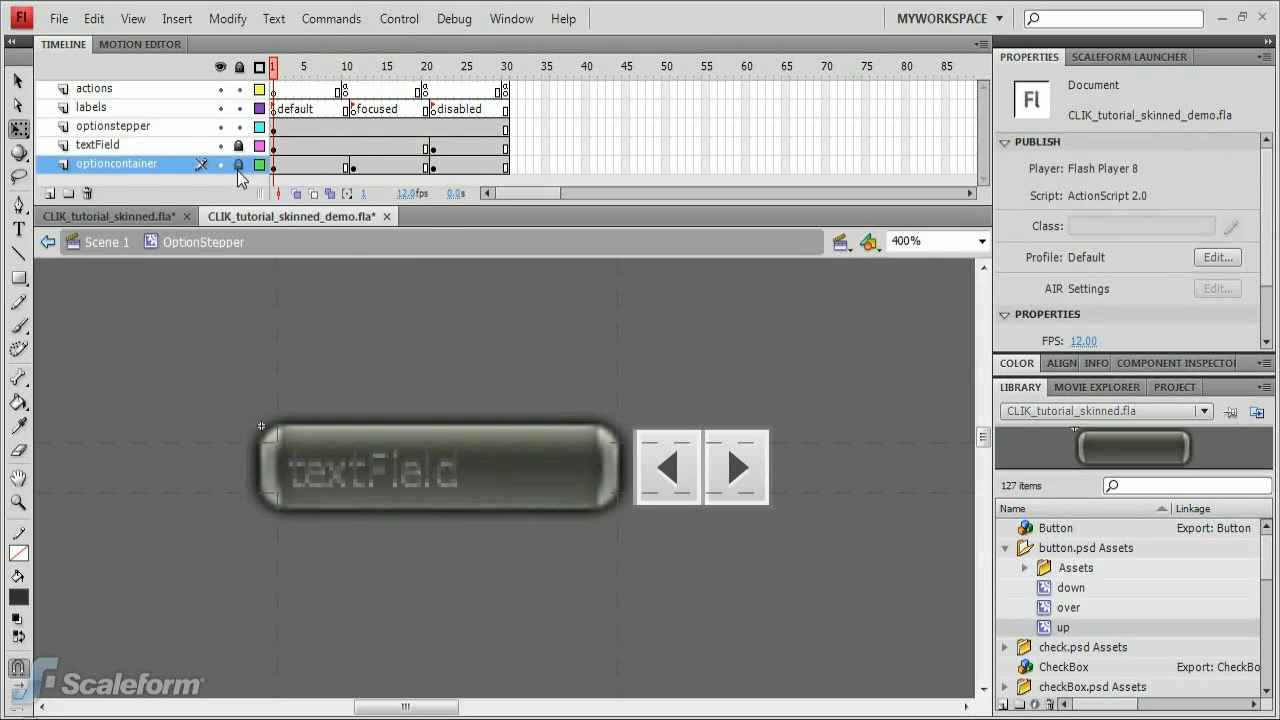 Fl File Edit View Insert Modify Text Commands Control Debug Window Help MYWORKSPACE
TIMELINE MOTION EDITOR
1 5 10 15 20 25 30 35 40 45 50 55 60 65 70 75 80 85
actions
labels default focused disabled
optionstepper
textField
optioncontainer
1 12.0fps 0.0s
CLIK_tutorial_skinned.fla* CLIK_tutorial_skinned_demo.fla*
Scene 1 OptionStepper 400%
textField
T
Scaleform
PROPERTIES SCALEFORM LAUNCHER
Fl
Document
CLIK_tutorial_skinned_demo.fla
PUBLISH
Player: Flash Player 8
Script: ActionScript 2.0
Class:
Profile: Default Edit...
AIR Settings Edit...
PROPERTIES
FPS: 12.00
COLOR ALIGN INFO COMPONENT INSPECTO
LIBRARY MOVIE EXPLORER PROJECT
CLIK_tutorial_skinned.fla
127 items
Name Linkage
Button Export: Button
button.psd Assets
Assets
down
over
up
check.psd Assets
CheckBox Export: CheckBo
checkBox.psd Assets